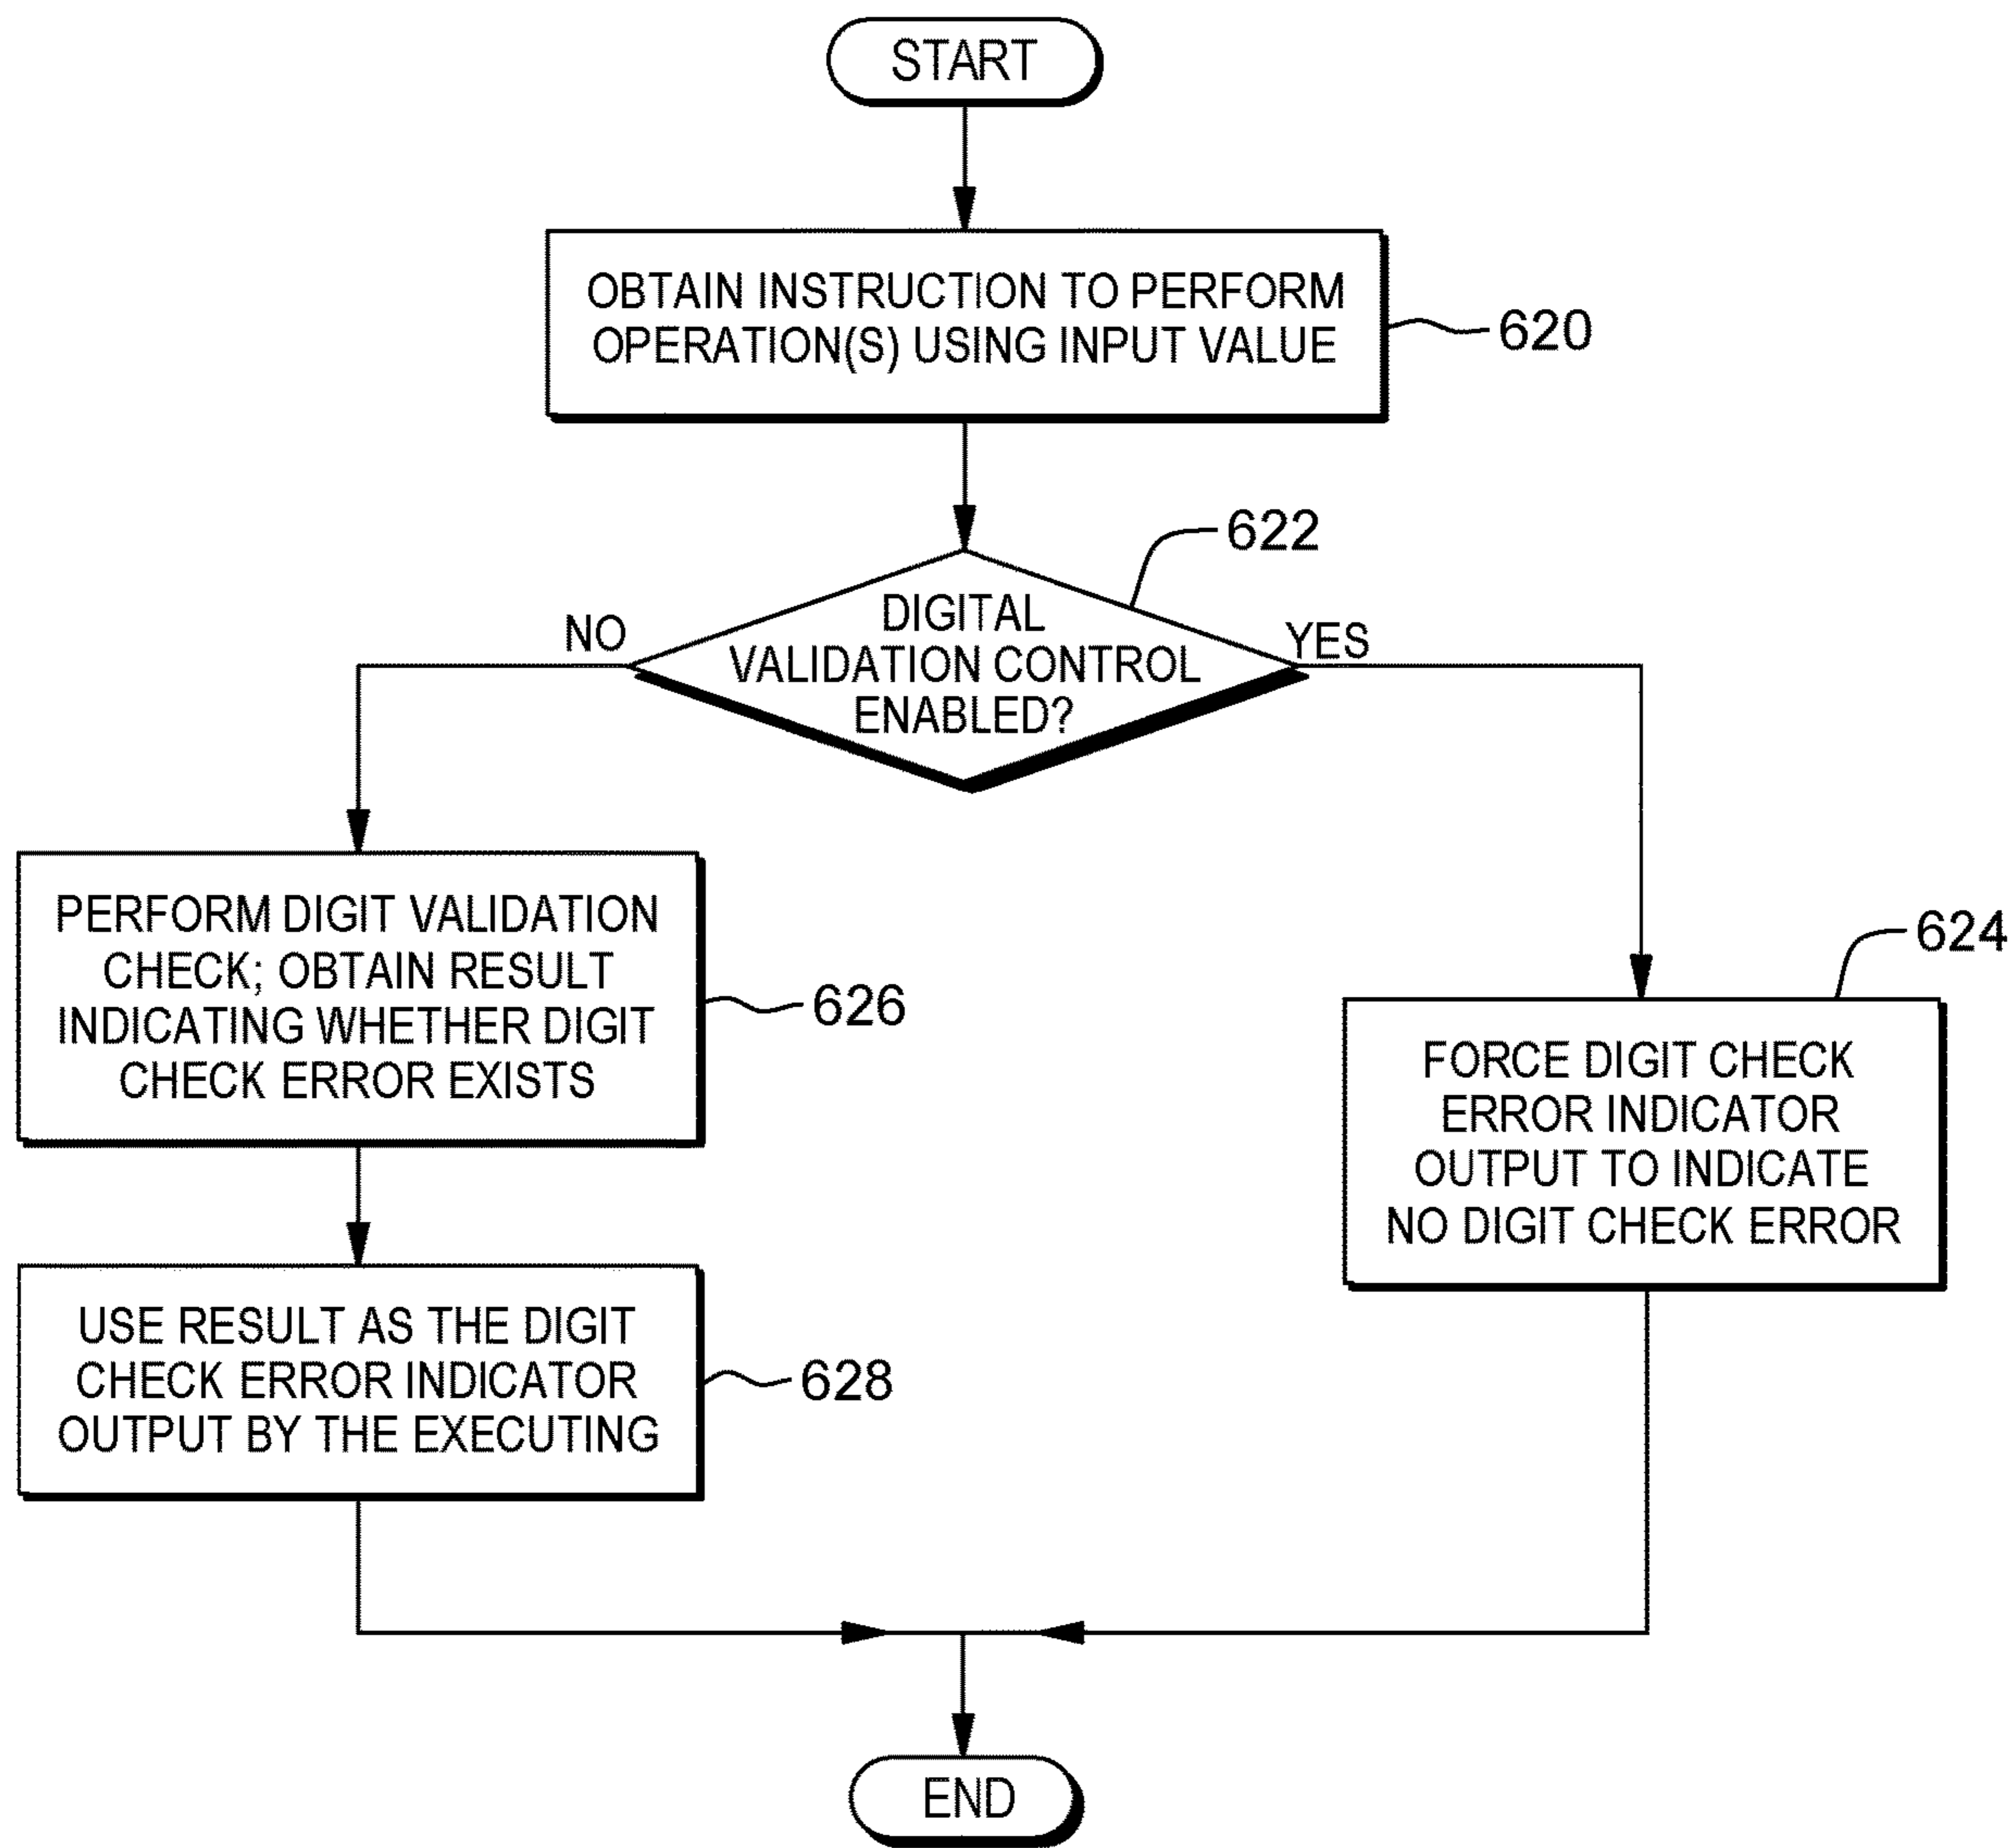 START
OBTAIN INSTRUCTION TO PERFORM
OPERATION(S) USING INPUT VALUE
620
622
DIGITAL
VALIDATION CONTROL
ENABLED?
NO
YES
PERFORM DIGIT VALIDATION
CHECK; OBTAIN RESULT
INDICATING WHETHER DIGIT
CHECK ERROR EXISTS
626
624
FORCE DIGIT CHECK
ERROR INDICATOR
OUTPUT TO INDICATE
NO DIGIT CHECK ERROR
USE RESULT AS THE DIGIT
CHECK ERROR INDICATOR
OUTPUT BY THE EXECUTING
628
END